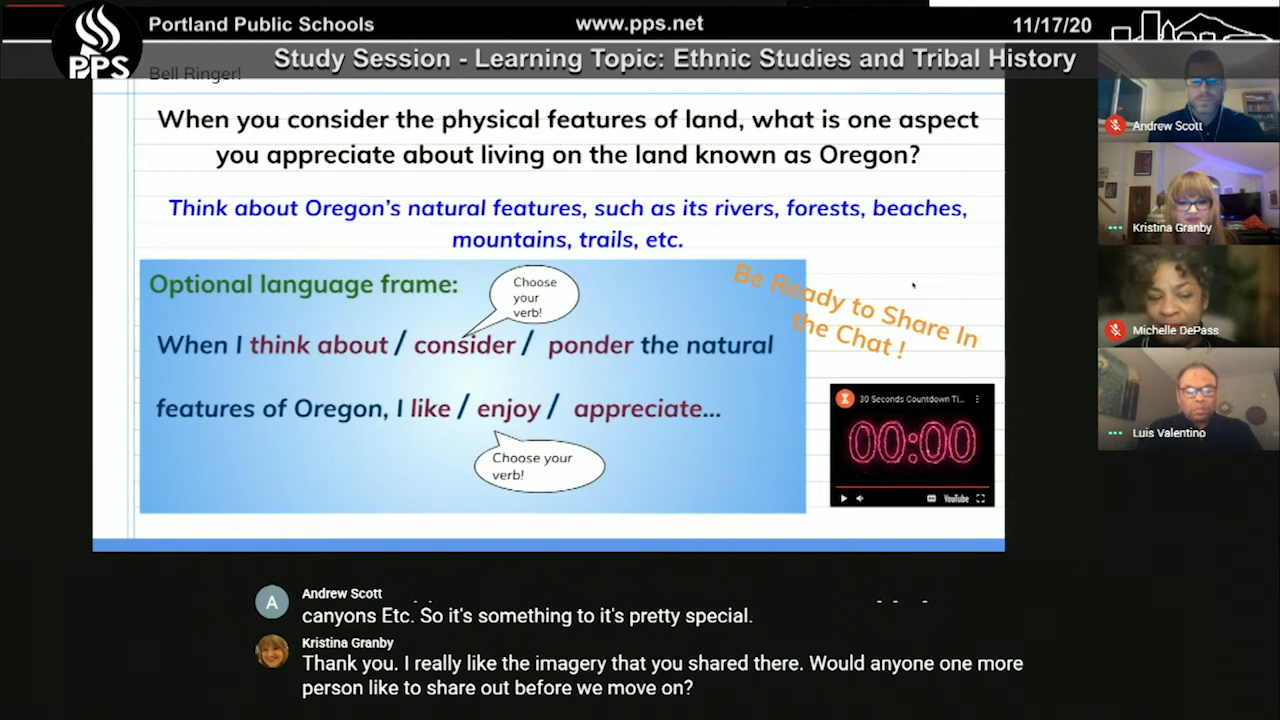 Portland Public Schools
www.pps.net
11/17/20
PPS
Study Session - Learning Topic: Ethnic Studies and Tribal History
Bell Ringer!
When you consider the physical features of land, what is one aspect
you appreciate about living on the land known as Oregon?
Think about Oregon's natural features, such as its rivers, forests, beaches,
mountains, trails, etc.
Optional language frame:
Choose
your
verb!
When I think about / consider / ponder the natural
features of Oregon, I like / enjoy / appreciate...
Choose your
verb!
Be Ready to Share In
the Chat !
30 Seconds Countdown Ti...
00:00
YouTube
Andrew Scott
Kristina Granby
Michelle DePass
Luis Valentino
A
Andrew Scott
canyons Etc. So it's something to it's pretty special.
Kristina Granby
Thank you. I really like the imagery that you shared there. Would anyone one more
person like to share out before we move on?